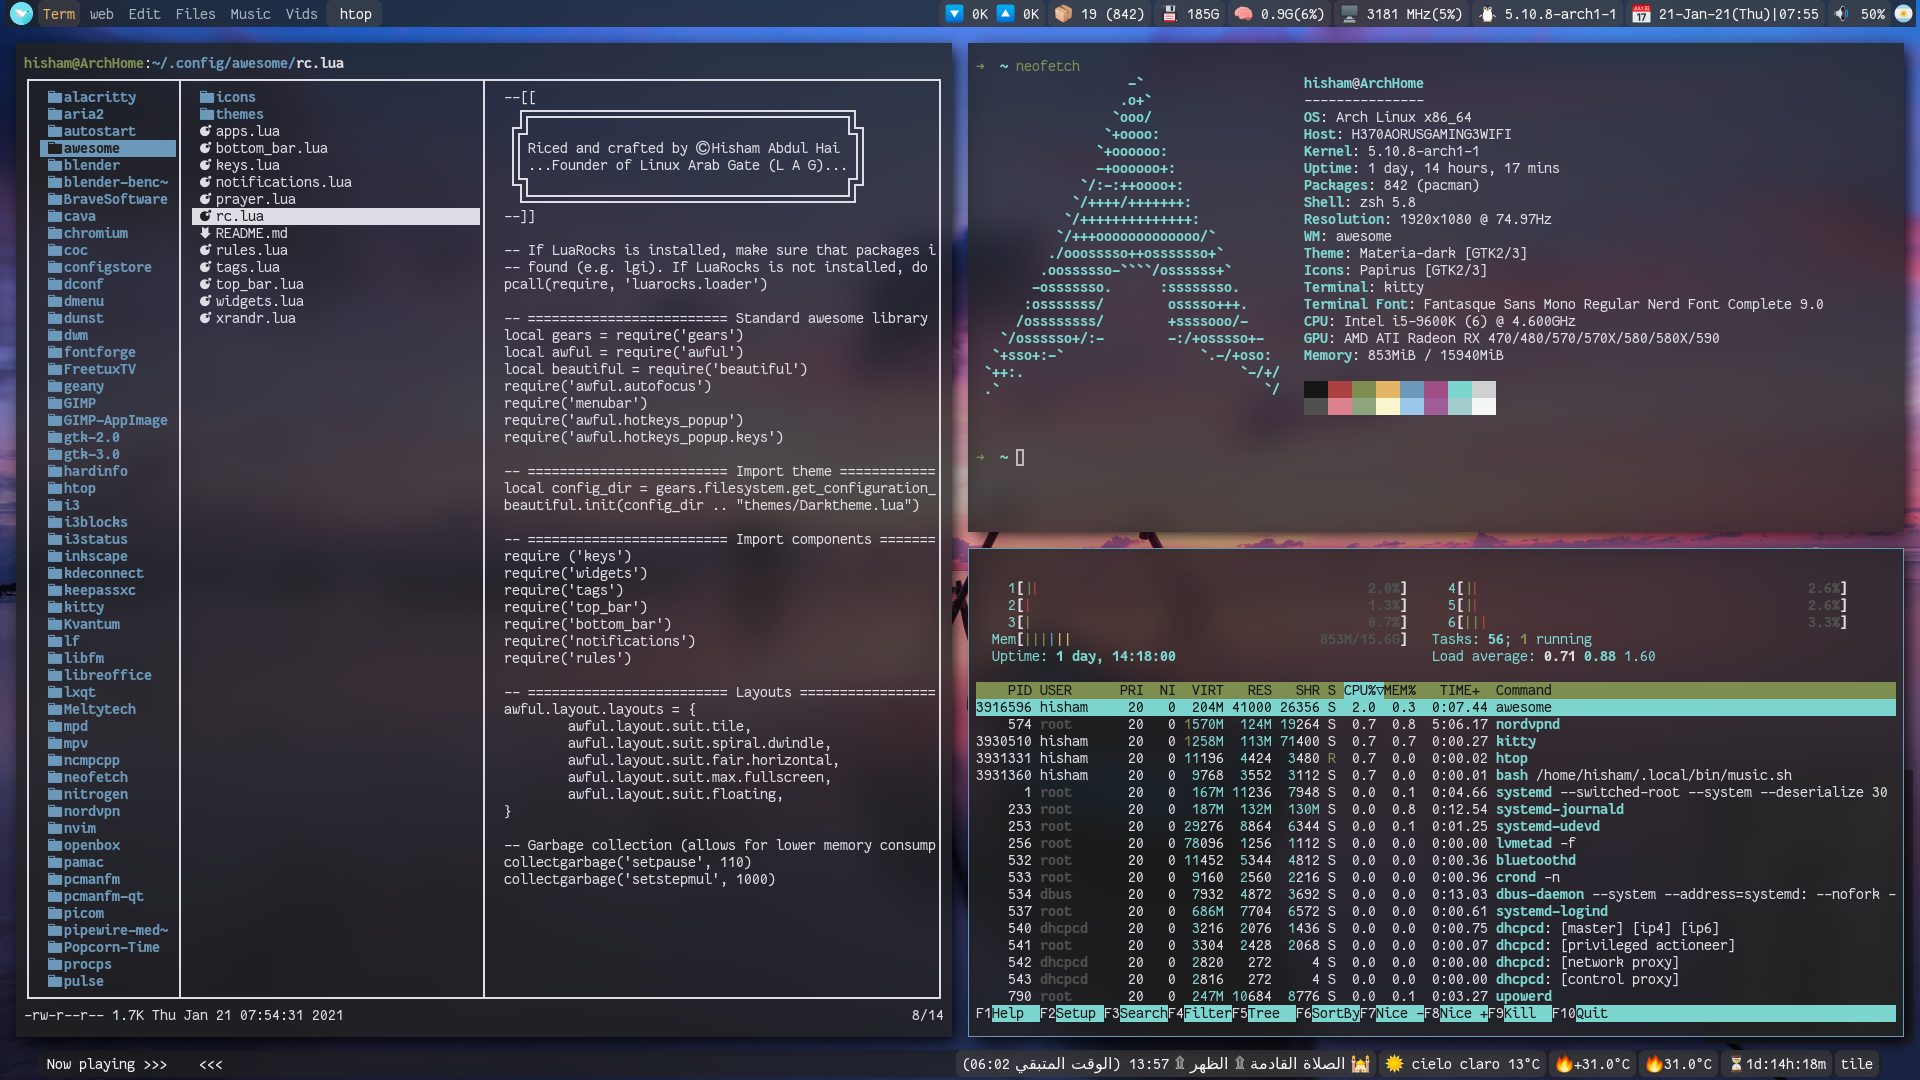 Term web Edit Files Music Vids htop
0K 0K 19 (842) 185G 0.9G(6%) 3181 MHz(5%) 5.10.8-arch1-1 21-Jan-21(Thu)|07:55 50%
hisham@ArchHome:~/.config/awesome/rc.lua
alacritty
aria2
autostart
awesome
blender
blender-benc~
BraveSoftware
cava
chromium
coc
configstore
dconf
dmenu
dunst
dwm
fontforge
FreetuxTV
geany
GIMP
GIMP-AppImage
gtk-2.0
gtk-3.0
hardinfo
htop
i3
i3blocks
i3status
inkscape
kdeconnect
keepassxc
kitty
Kvantum
lf
libfm
libreoffice
lxqt
Meltytech
mpd
mpv
ncmpcpp
neofetch
nitrogen
nordvpn
nvim
openbox
pamac
pcmanfm
pcmanfm-qt
picom
pipewire-med~
Popcorn-Time
procps
pulse
icons
themes
apps.lua
bottom_bar.lua
keys.lua
notifications.lua
prayer.lua
rc.lua
README.md
rules.lua
tags.lua
top_bar.lua
widgets.lua
xrandr.lua
--[[
Riced and crafted by ©Hisham Abdul Hai
...Founder of Linux Arab Gate (L A G)...
--]]
-- If LuaRocks is installed, make sure that packages i
-- found (e.g. lgi). If LuaRocks is not installed, do
pcall(require, 'luarocks.loader')
-- ========================= Standard awesome library
local gears = require('gears')
local awful = require('awful')
local beautiful = require('beautiful')
require('awful.autofocus')
require('menubar')
require('awful.hotkeys_popup')
require('awful.hotkeys_popup.keys')
-- ========================= Import theme ============
local config_dir = gears.filesystem.get_configuration_
beautiful.init(config_dir .. "themes/Darktheme.lua")
-- ========================= Import components =======
require ('keys')
require('widgets')
require('tags')
require('top_bar')
require('bottom_bar')
require('notifications')
require('rules')
-- ========================= Layouts =================
awful.layout.layouts = {
awful.layout.suit.tile,
awful.layout.suit.spiral.dwindle,
awful.layout.suit.fair.horizontal,
awful.layout.suit.max.fullscreen,
awful.layout.suit.floating,
}
-- Garbage collection (allows for lower memory consump
collectgarbage('setpause', 110)
collectgarbage('setstepmul', 1000)
-rw-r--r-- 1.7K Thu Jan 21 07:54:31 2021 8/14
→ ~ neofetch
-`
.o+`
`ooo/
`+oooo:
`+oooooo:
-+oooooo+:
`/:-:++oooo+:
`/++++/+++++++:
`/++++++++++++++:
`/+++ooooooooooooo/`
./ooosssso++osssssso+`
.oossssso-````/ossssss+`
-osssssso. :ssssssso.
:osssssss/ osssso+++.
/ossssssss/ +ssssooo/-
`/ossssso+/:- -:/+osssso+-
`+sso+:-` `.-/+oso:
`++:. `-/+/
.` `/
hisham@ArchHome
---------------
OS: Arch Linux x86_64
Host: H370AORUSGAMING3WIFI
Kernel: 5.10.8-arch1-1
Uptime: 1 day, 14 hours, 17 mins
Packages: 842 (pacman)
Shell: zsh 5.8
Resolution: 1920x1080 @ 74.97Hz
WM: awesome
Theme: Materia-dark [GTK2/3]
Icons: Papirus [GTK2/3]
Terminal: kitty
Terminal Font: Fantasque Sans Mono Regular Nerd Font Complete 9.0
CPU: Intel i5-9600K (6) @ 4.600GHz
GPU: AMD ATI Radeon RX 470/480/570/570X/580/580X/590
Memory: 853MiB / 15940MiB
→ ~
1[|| 2.0%] 4[|| 2.6%]
2[| 1.3%] 5[|| 2.6%]
3[| 0.7%] 6[||| 3.3%]
Mem[|||||| 853M/15.6G] Tasks: 56; 1 running
Uptime: 1 day, 14:18:00 Load average: 0.71 0.88 1.60
PID USER PRI NI VIRT RES SHR S CPU%▽MEM% TIME+ Command
3916596 hisham 20 0 204M 41000 26356 S 2.0 0.3 0:07.44 awesome
574 root 20 0 1570M 124M 19264 S 0.7 0.8 5:06.17 nordvpnd
3930510 hisham 20 0 1258M 113M 71400 S 0.7 0.7 0:00.27 kitty
3931331 hisham 20 0 11196 4424 3480 R 0.7 0.0 0:00.02 htop
3931360 hisham 20 0 9768 3552 3112 S 0.7 0.0 0:00.01 bash /home/hisham/.local/bin/music.sh
1 root 20 0 167M 11236 7948 S 0.0 0.1 0:04.66 systemd --switched-root --system --deserialize 30
233 root 20 0 187M 132M 130M S 0.0 0.8 0:12.54 systemd-journald
253 root 20 0 29276 8864 6344 S 0.0 0.1 0:01.25 systemd-udevd
256 root 20 0 78096 1256 1112 S 0.0 0.0 0:00.00 lvmetad -f
532 root 20 0 11452 5344 4812 S 0.0 0.0 0:00.36 bluetoothd
533 root 20 0 9160 2560 2216 S 0.0 0.0 0:00.96 crond -n
534 dbus 20 0 7932 4872 3692 S 0.0 0.0 0:13.03 dbus-daemon --system --address=systemd: --nofork -
537 root 20 0 686M 7704 6572 S 0.0 0.0 0:00.61 systemd-logind
540 dhcpcd 20 0 3216 2076 1436 S 0.0 0.0 0:00.75 dhcpcd: [master] [ip4] [ip6]
541 root 20 0 3304 2428 2068 S 0.0 0.0 0:00.07 dhcpcd: [privileged actioneer]
542 dhcpcd 20 0 2820 272 4 S 0.0 0.0 0:00.00 dhcpcd: [network proxy]
543 dhcpcd 20 0 2816 272 4 S 0.0 0.0 0:00.00 dhcpcd: [control proxy]
790 root 20 0 247M 10684 8776 S 0.0 0.1 0:03.27 upowerd
F1Help F2Setup F3SearchF4FilterF5Tree F6SortByF7Nice -F8Nice +F9Kill F10Quit
Now playing >>> <<<
الصلاة القادمة ۩ الظهر ۩ 13:57 (الوقت المتبقي 06:02)
cielo claro 13°C +31.0°C 31.0°C 1d:14h:18m tile